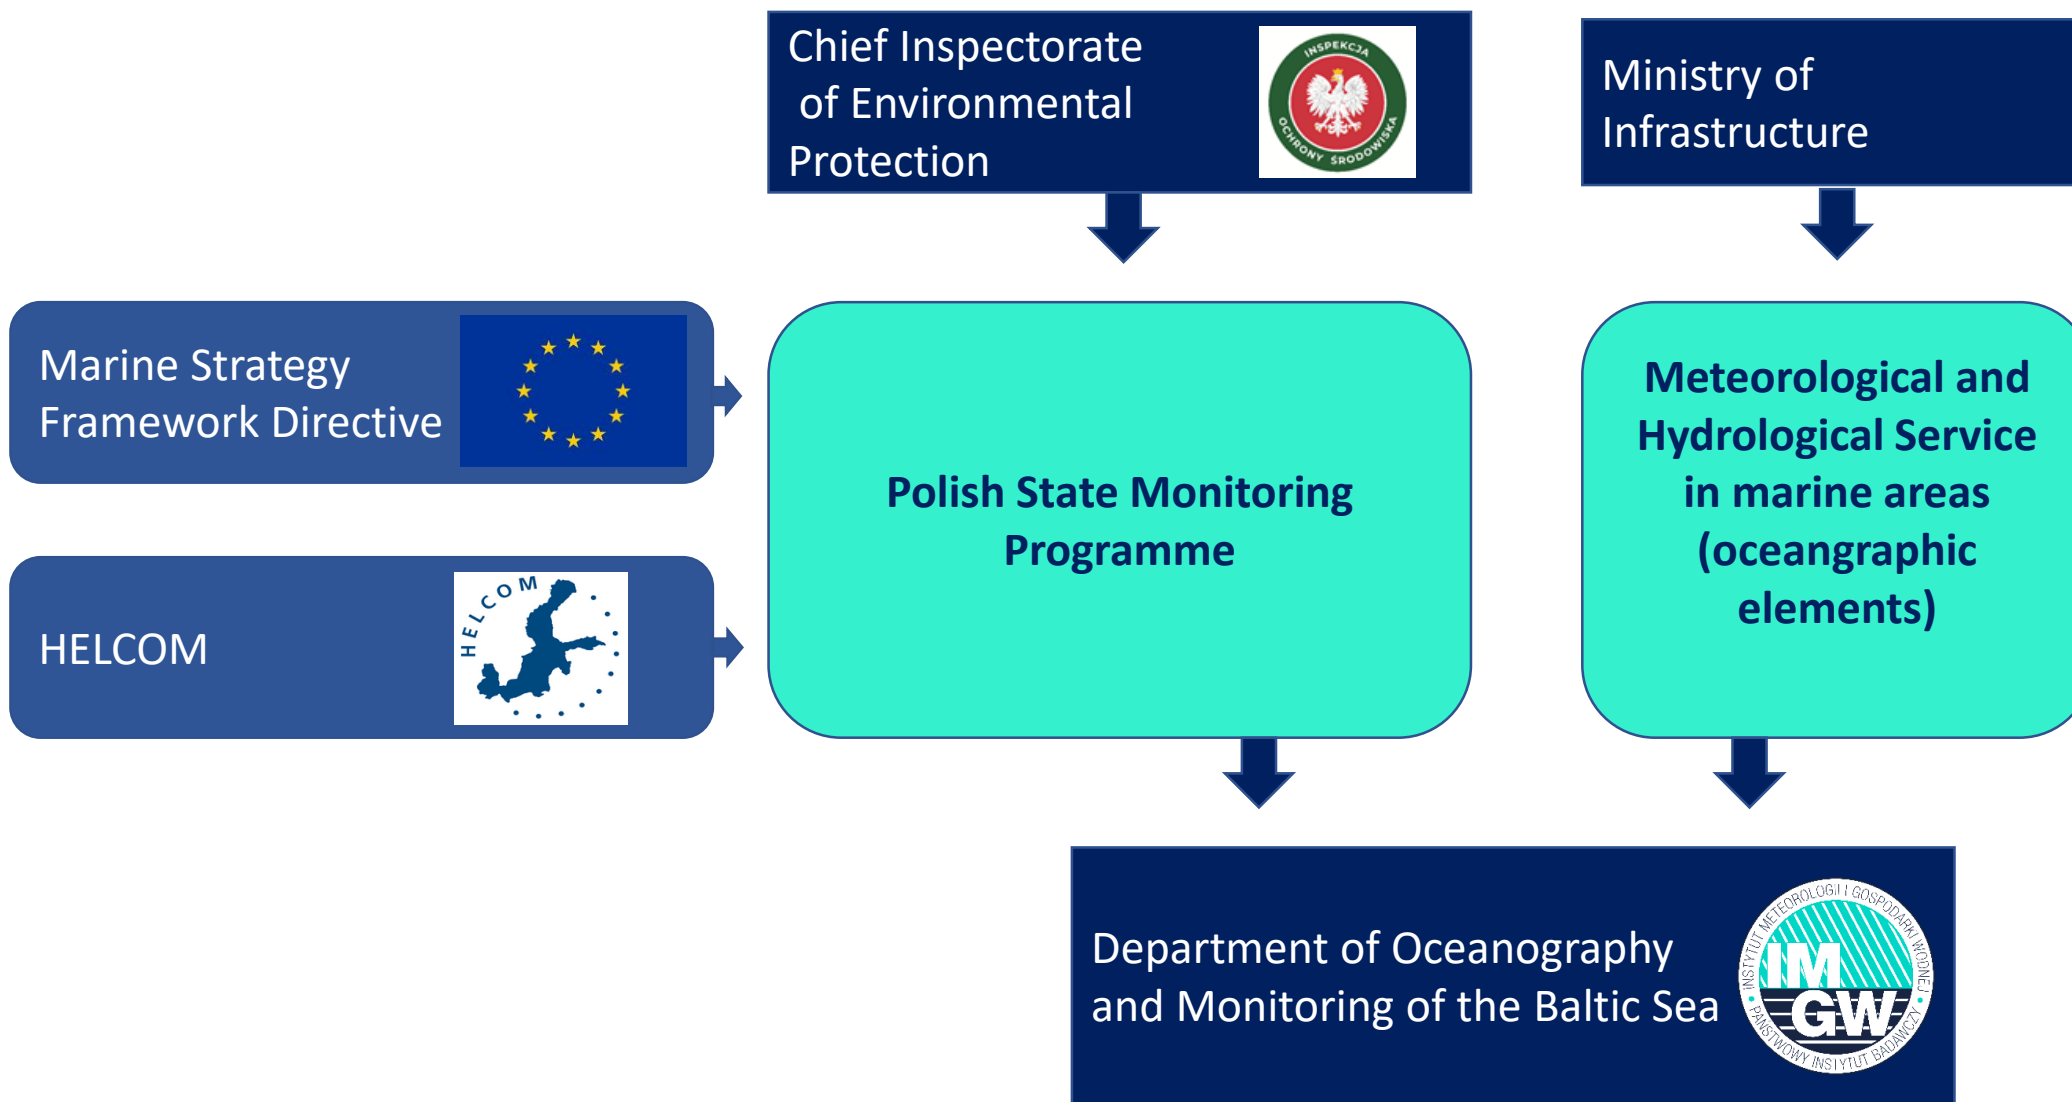 Chief Inspectorate
of Environmental
Protection
INSPEKCJA
OCHRONY ŚRODOWISKA
Ministry of
Infrastructure
Marine Strategy
Framework Directive
Polish State Monitoring
Programme
Meteorological and
Hydrological Service
in marine areas
(oceangraphic
elements)
HELCOM
HELCOM
Department of Oceanography
and Monitoring of the Baltic Sea
INSTYTUT METEOROLOGII I GOSPODARKI WODNEJ
IM
GW
PAŃSTWOWY INSTYTUT BADAWCZY